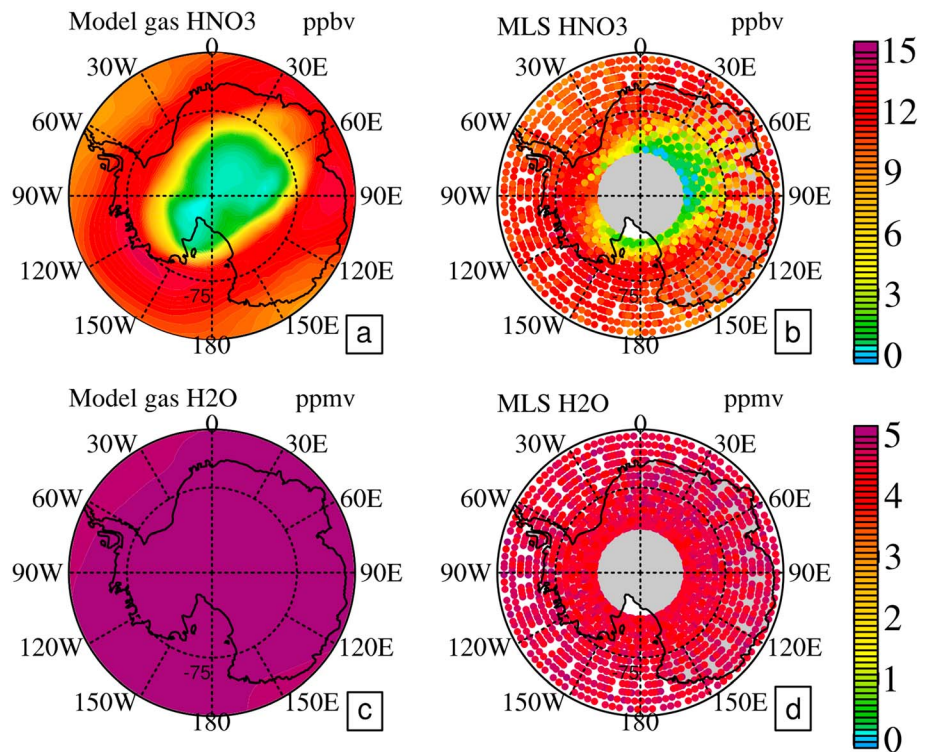 Model gas HNO3 ppbv
0
30W 30E
60W 60E
90W 90E
120W 120E
-75
150W 150E
180
a
MLS HNO3 ppbv
0
30W 30E
60W 60E
90W 90E
120W 120E
-75
150W 150E
180
b
15
12
9
6
3
0
Model gas H2O ppmv
0
30W 30E
60W 60E
90W 90E
120W 120E
-75
150W 150E
180
c
MLS H2O ppmv
0
30W 30E
60W 60E
90W 90E
120W 120E
-75
150W 150E
180
d
5
4
3
2
1
0